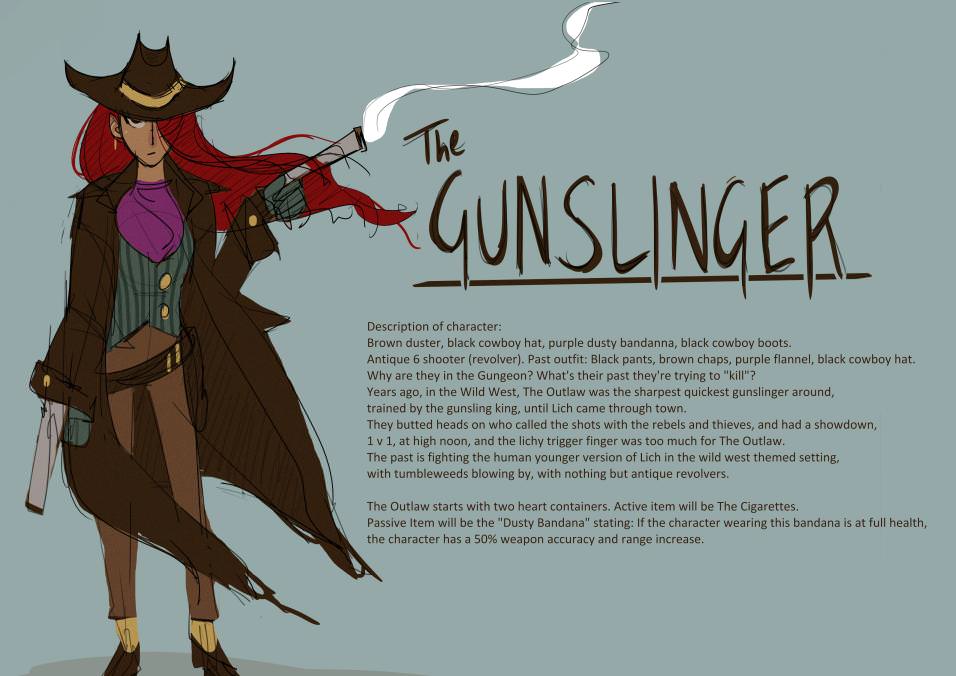 The
GUNSLINGER
Description of character:
Brown duster, black cowboy hat, purple dusty bandanna, black cowboy boots.
Antique 6 shooter (revolver). Past outfit: Black pants, brown chaps, purple flannel, black cowboy hat.
Why are they in the Gungeon? What's their past they're trying to "kill"?
Years ago, in the Wild West, The Outlaw was the sharpest quickest gunslinger around,
trained by the gunsling king, until Lich came through town.
They butted heads on who called the shots with the rebels and thieves, and had a showdown,
1 v 1, at high noon, and the lichy trigger finger was too much for The Outlaw.
The past is fighting the human younger version of Lich in the wild west themed setting,
with tumbleweeds blowing by, with nothing but antique revolvers.
The Outlaw starts with two heart containers. Active item will be The Cigarettes.
Passive Item will be the "Dusty Bandana" stating: If the character wearing this bandana is at full health,
the character has a 50% weapon accuracy and range increase.